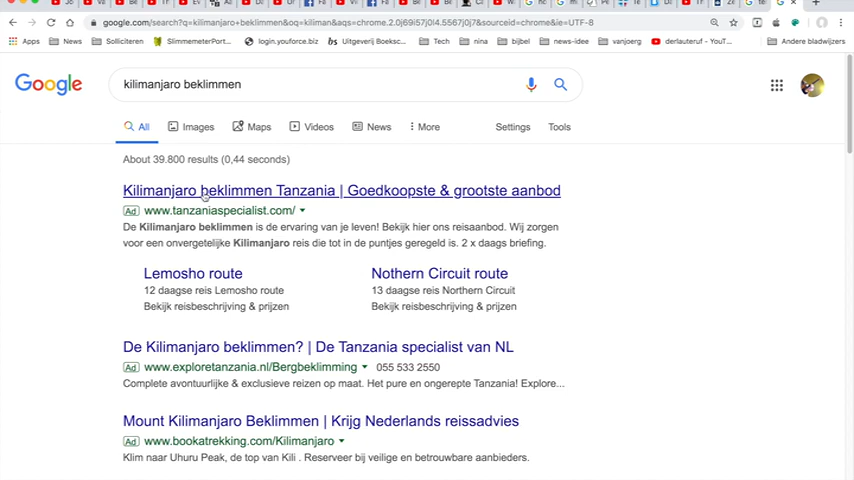 google.com/search?q=kilimanjaro+beklimmen&oq=kiliman&aqs=chrome.2.0j69i57j0l4.5567j0j7&sourceid=chrome&ie=UTF-8
Apps News Solliciteren SlimmemeterPor... login.youforce.biz Uitgeverij Boeksc... Tech nina bijbel news-idee vanjoerg derlauteruf - YouT... Andere bladwijzers
Google
kilimanjaro beklimmen
All Images Maps Videos News More Settings Tools
About 39.800 results (0,44 seconds)
Kilimanjaro beklimmen Tanzania | Goedkoopste & grootste aanbod
Ad www.tanzaniaspecialist.com/
De Kilimanjaro beklimmen is de ervaring van je leven! Bekijk hier ons reisaanbod. Wij zorgen
voor een onvergetelijke Kilimanjaro reis die tot in de puntjes geregeld is. 2 x daags briefing.
Lemosho route
12 daagse reis Lemosho route
Bekijk reisbeschrijving & prijzen
Nothern Circuit route
13 daagse reis Northern Circuit
Bekijk reisbeschrijving & prijzen
De Kilimanjaro beklimmen? | De Tanzania specialist van NL
Ad www.exploretanzania.nl/Bergbeklimming 055 533 2550
Complete avontuurlijke & exclusieve reizen op maat. Het pure en ongerepte Tanzania! Explore...
Mount Kilimanjaro Beklimmen | Krijg Nederlands reissadvies
Ad www.bookatrekking.com/Kilimanjaro
Klim naar Uhuru Peak, de top van Kili . Reserveer bij veilige en betrouwbare aanbieders.